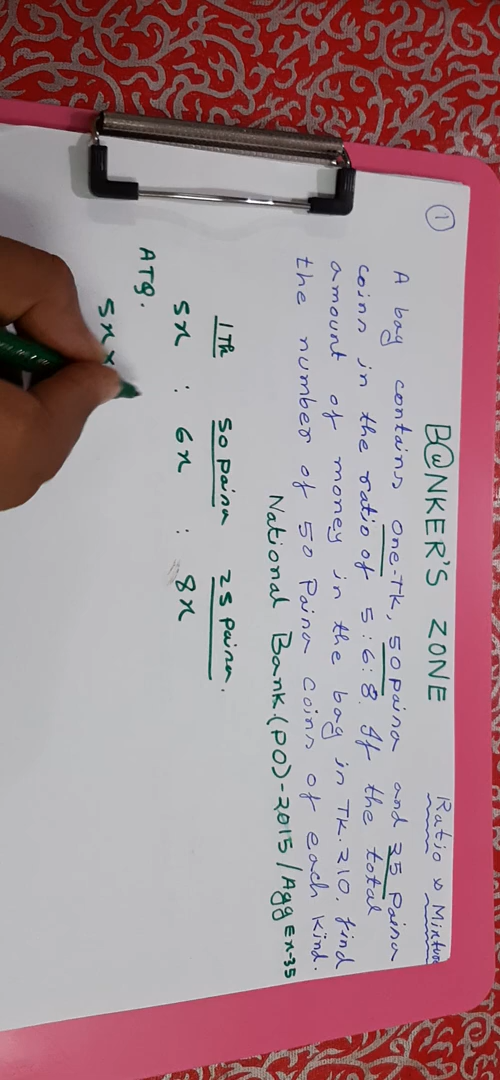 B@NKER'S ZONE
Ratio & Mixture
① A bag contains one-TK, 50 paisa and 25 Paisa
coins in the ratio of 5:6:8. If the total
amount of money in the bag in TK. 210. find
the number of 50 Paisa coins of each kind.
National Bank (PO)-2015/Agg Ex-35
1TK 50 paisa 25 paisa.
5x : 6x : 8x
ATQ.
5x x